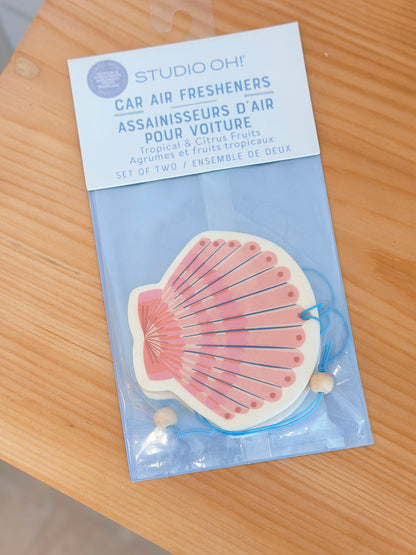 STUDIO OH!
CAR AIR FRESHENERS
ASSAINISSEURS D'AIR
POUR VOITURE
Tropical & Citrus Fruits
Agrumes et fruits tropicaux
SET OF TWO / ENSEMBLE DE DEUX